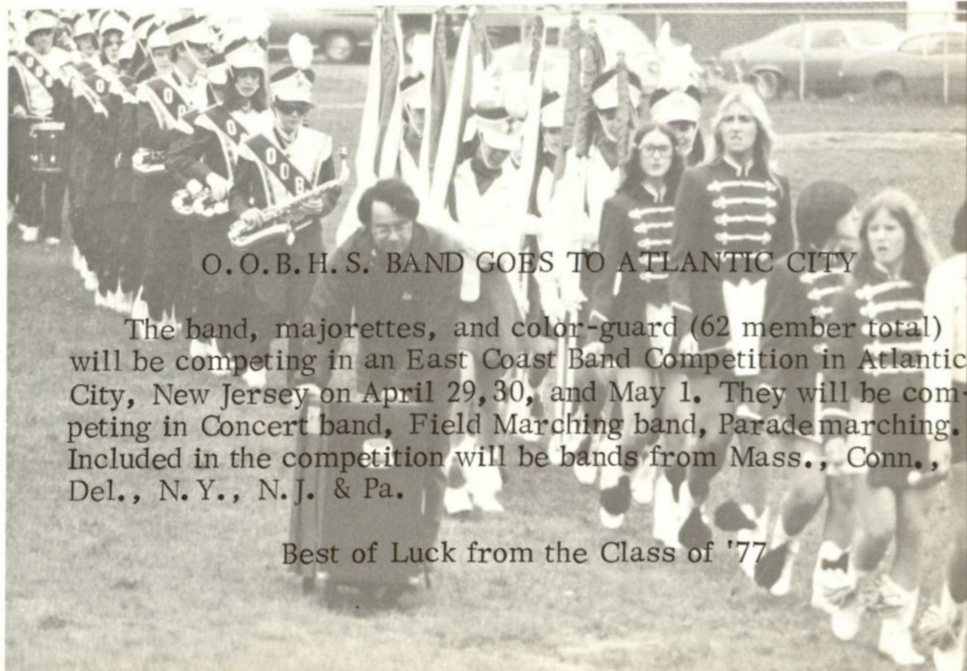 O.O.B.H.S. BAND GOES TO ATLANTIC CITY
The band, majorettes, and color-guard (62 member total)
will be competing in an East Coast Band Competition in Atlantic
City, New Jersey on April 29, 30, and May 1. They will be com-
peting in Concert band, Field Marching band, Parade marching.
Included in the competition will be bands from Mass., Conn.,
Del., N.Y., N.J. & Pa.
Best of Luck from the Class of '77
O O B